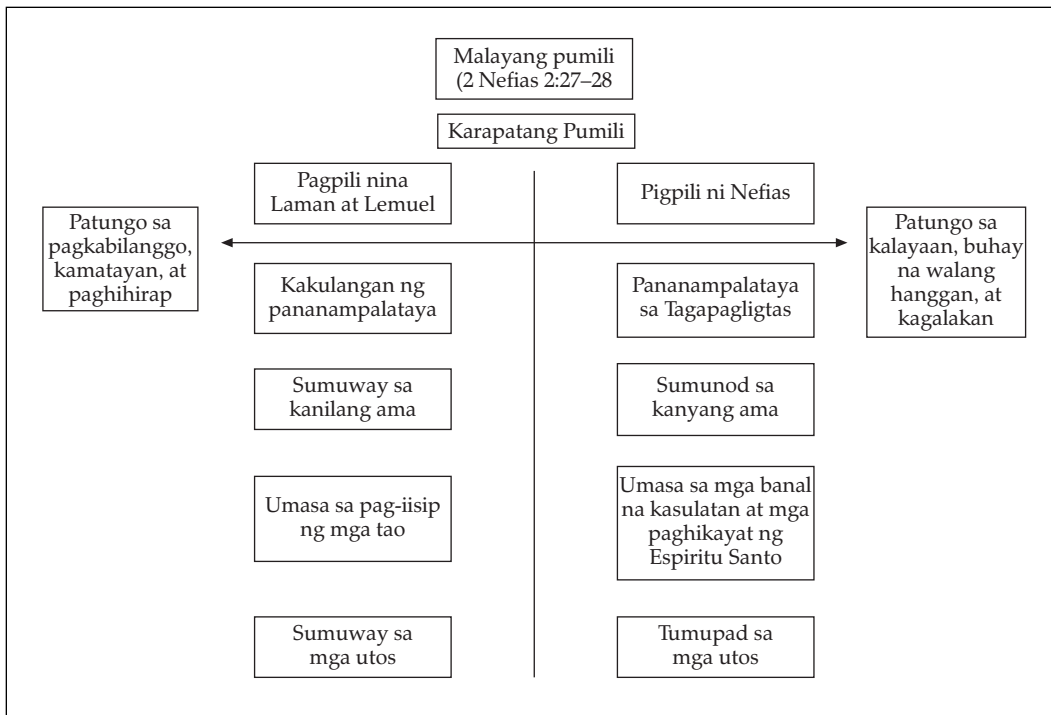 Malayang pumili
(2 Nefias 2:27–28
Karapatang Pumili
Pagpili nina
Laman at Lemuel
Pigpili ni Nefias
Patungo sa
pagkabilanggo,
kamatayan, at
paghihirap
Patungo sa
kalayaan, buhay
na walang
hanggan, at
kagalakan
Kakulangan ng
pananampalataya
Pananampalataya
sa Tagapagligtas
Sumuway sa
kanilang ama
Sumunod sa
kanyang ama
Umasa sa pag-iisip
ng mga tao
Umasa sa mga banal
na kasulatan at mga
paghikayat ng
Espiritu Santo
Sumuway sa
mga utos
Tumupad sa
mga utos